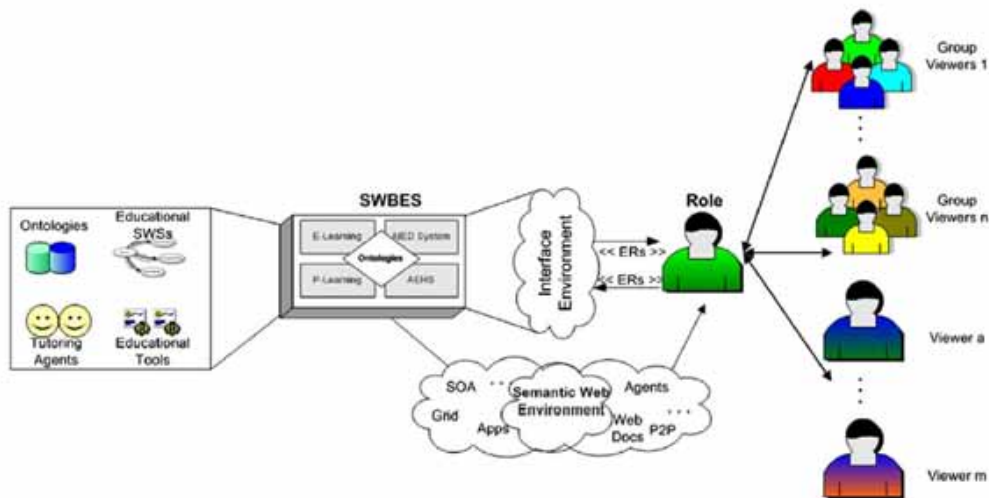 Ontologies
Educational
SWSs
Tutoring
Agents
Educational
Tools
SWBES
E-Learning
MED System
Ontologies
P-Learning
AEHS
Interface
Environment
<< ERs >>
<< ERs >>
Role
SOA ...
Grid
Apps
Semantic Web
Environment
Agents
...
Web
Docs
P2P
Group
Viewers 1
Group
Viewers n
Viewer a
Viewer m